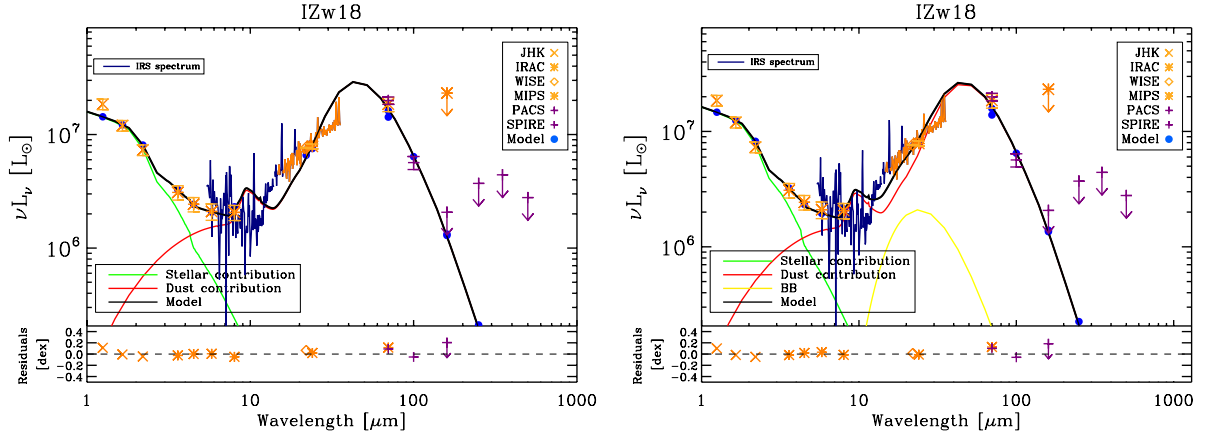 IZw18
10⁷
10⁶
νLν [L⊙]
IRS spectrum
JHK
IRAC
WISE
MIPS
PACS
SPIRE
Model
Stellar contribution
Dust contribution
Model
Residuals
[dex]
0.4
0.2
0.0
-0.2
-0.4
1 10 100 1000
Wavelength [μm]
IZw18
10⁷
10⁶
νLν [L⊙]
IRS spectrum
JHK
IRAC
WISE
MIPS
PACS
SPIRE
Model
Stellar contribution
Dust contribution
BB
Model
Residuals
[dex]
0.4
0.2
0.0
-0.2
-0.4
1 10 100 1000
Wavelength [μm]